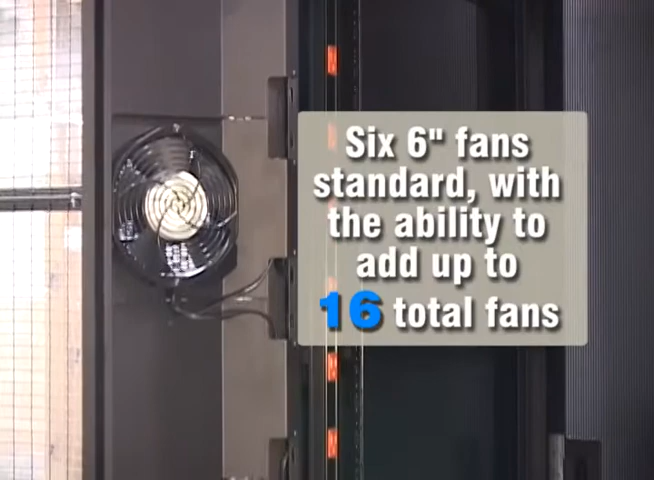 Six 6" fans
standard, with
the ability to
add up to
16 total fans